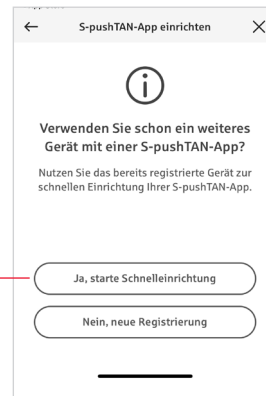 S-pushTAN-App einrichten
Verwenden Sie schon ein weiteres
Gerät mit einer S-pushTAN-App?
Nutzen Sie das bereits registrierte Gerät zur
schnellen Einrichtung Ihrer S-pushTAN-App.
Ja, starte Schnelleinrichtung
Nein, neue Registrierung